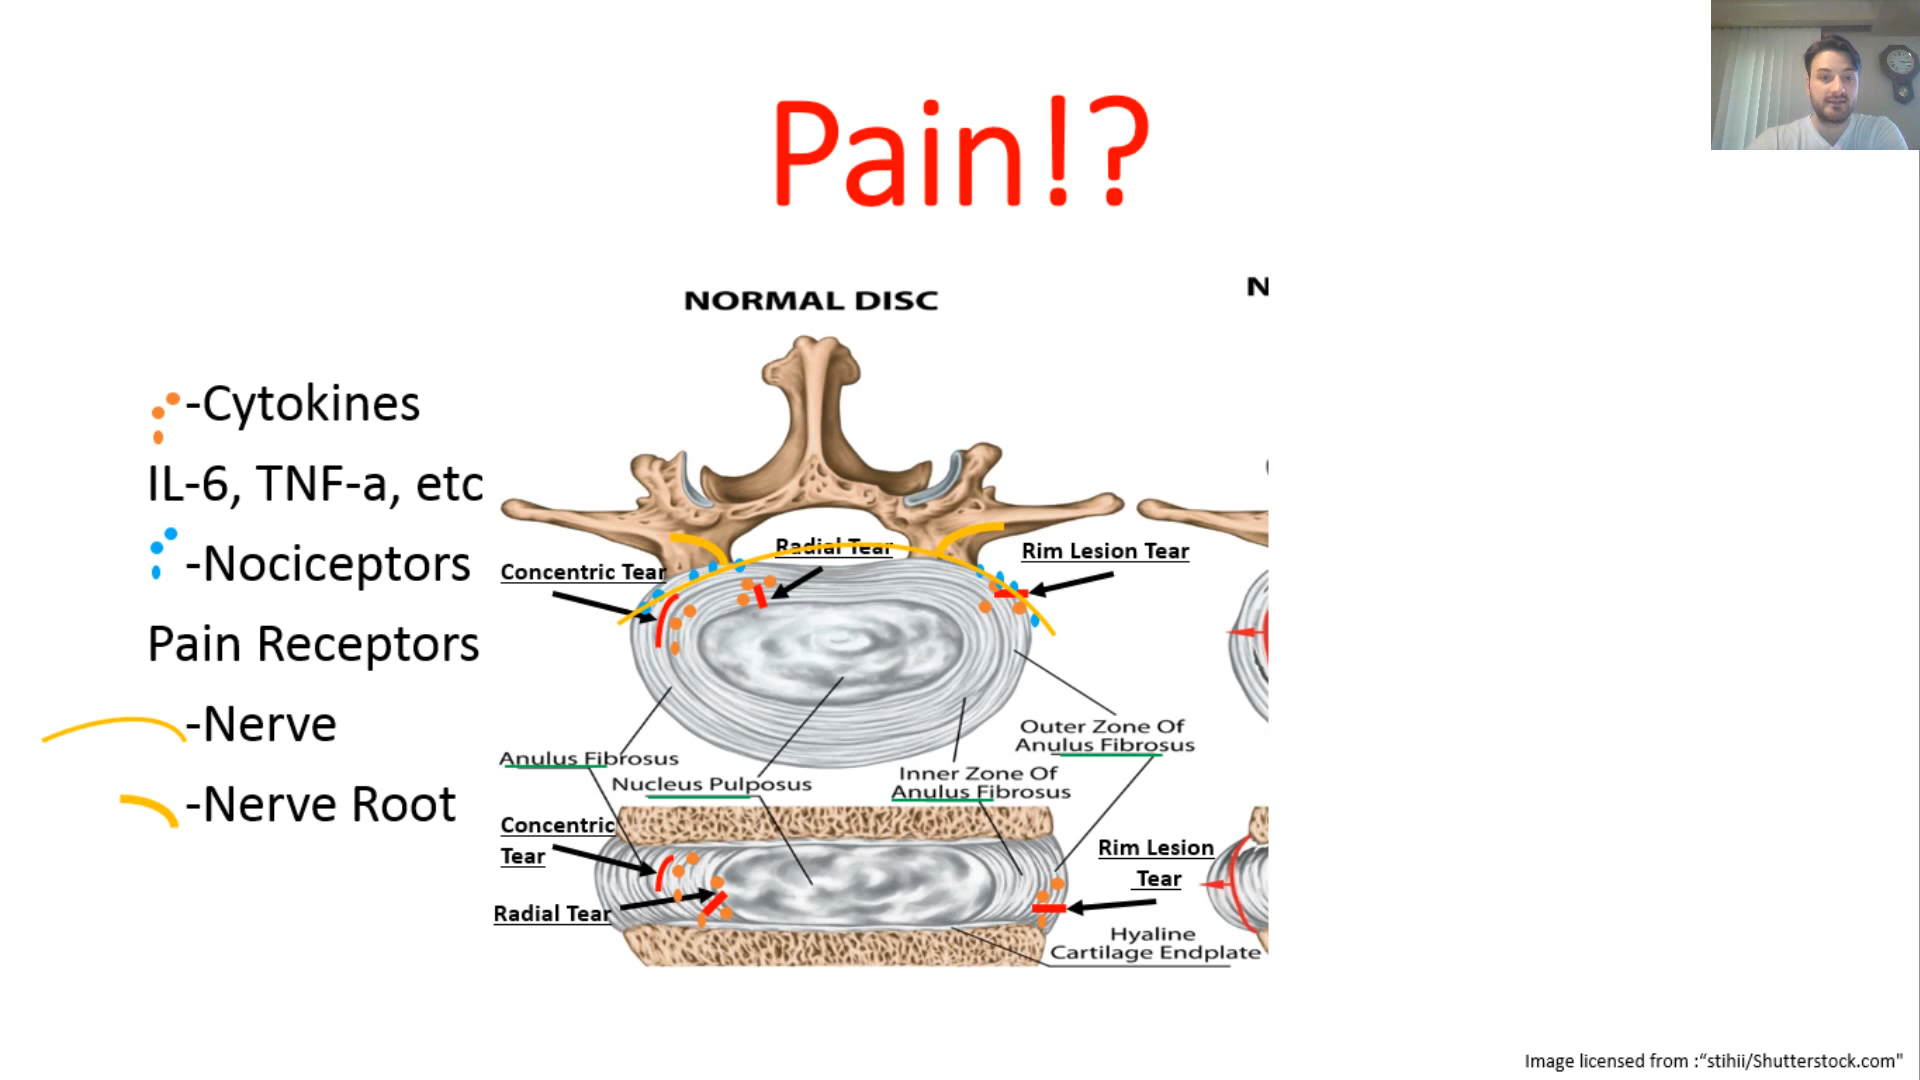 Pain!?
NORMAL DISC
N
-Cytokines
IL-6, TNF-a, etc
-Nociceptors
Pain Receptors
-Nerve
-Nerve Root
Radial Tear
Rim Lesion Tear
Concentric Tear
Outer Zone Of
Anulus Fibrosus
Anulus Fibrosus
Nucleus Pulposus
Inner Zone Of
Anulus Fibrosus
Concentric
Tear
Rim Lesion
Tear
Radial Tear
Hyaline
Cartilage Endplate
Image licensed from :“stihii/Shutterstock.com"